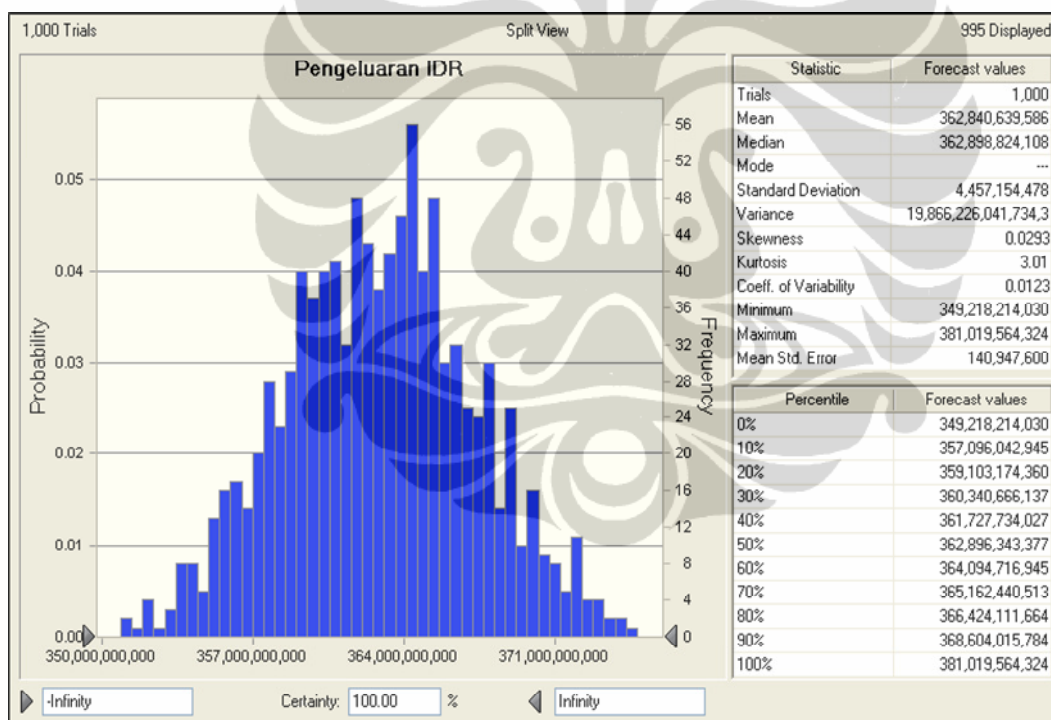 1,000 Trials Split View 995 Displayed
Pengeluaran IDR
Probability
0.05
0.04
0.03
0.02
0.01
0.00
56
52
48
44
40
36
32
28
24
20
16
12
8
4
0
Frequency
350,000,000,000 357,000,000,000 364,000,000,000 371,000,000,000
Statistic Forecast values
Trials 1,000
Mean 362,840,639,586
Median 362,898,824,108
Mode ---
Standard Deviation 4,457,154,478
Variance 19,866,226,041,734,3
Skewness 0.0293
Kurtosis 3.01
Coeff. of Variability 0.0123
Minimum 349,218,214,030
Maximum 381,019,564,324
Mean Std. Error 140,947,600
Percentile Forecast values
0% 349,218,214,030
10% 357,096,042,945
20% 359,103,174,360
30% 360,340,666,137
40% 361,727,734,027
50% 362,896,343,377
60% 364,094,716,945
70% 365,162,440,513
80% 366,424,111,664
90% 368,604,015,784
100% 381,019,564,324
-Infinity Certainty: 100.00 % Infinity